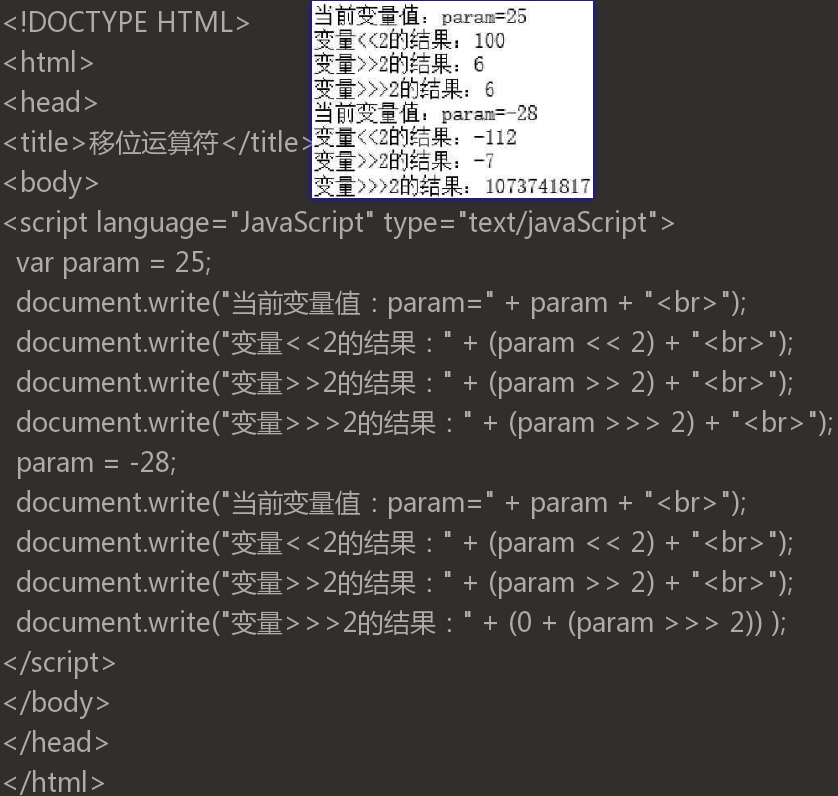 <!DOCTYPE HTML>
<html>
<head>
<title>移位运算符</title>
<body>
<script language="JavaScript" type="text/javaScript">
var param = 25;
document.write("当前变量值：param=" + param + "<br>");
document.write("变量<<2的结果：" + (param << 2) + "<br>");
document.write("变量>>2的结果：" + (param >> 2) + "<br>");
document.write("变量>>>2的结果：" + (param >>> 2) + "<br>");
param = -28;
document.write("当前变量值：param=" + param + "<br>");
document.write("变量<<2的结果：" + (param << 2) + "<br>");
document.write("变量>>2的结果：" + (param >> 2) + "<br>");
document.write("变量>>>2的结果：" + (0 + (param >>> 2)) );
</script>
</body>
</head>
</html>
当前变量值：param=25
变量<<2的结果：100
变量>>2的结果：6
变量>>>2的结果：6
当前变量值：param=-28
变量<<2的结果：-112
变量>>2的结果：-7
变量>>>2的结果：1073741817